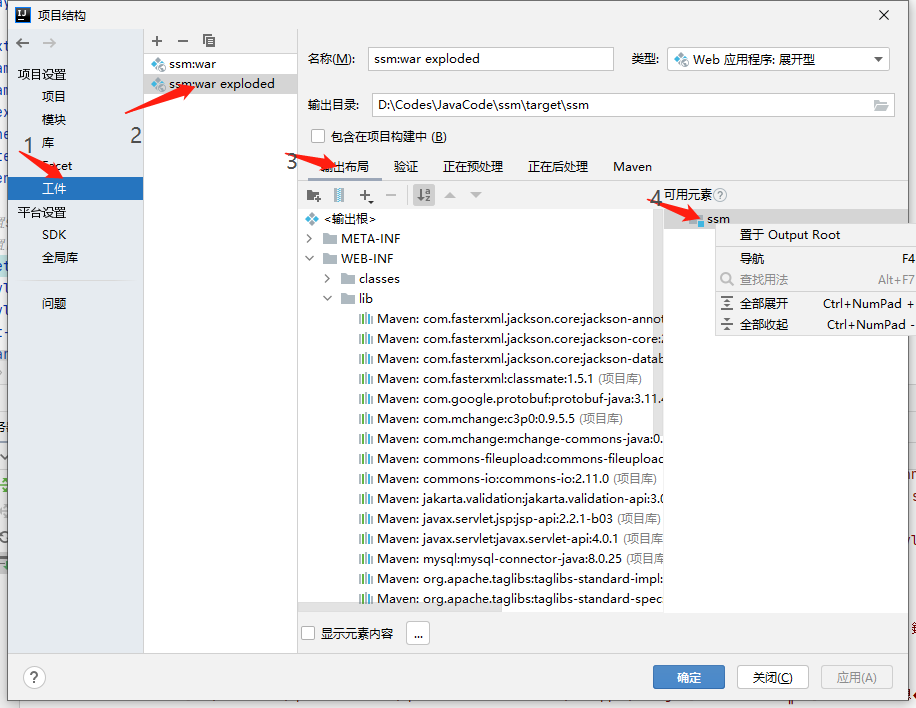 项目结构
项目设置
项目
模块
库
Facet
工件
平台设置
SDK
全局库
问题
1
2
3
4
ssm:war
ssm:war exploded
名称(M):
ssm:war exploded
类型:
Web 应用程序: 展开型
输出目录:
D:\Codes\JavaCode\ssm\target\ssm
包含在项目构建中 (B)
输出布局 验证 正在预处理 正在后处理 Maven
可用元素
<输出根>
META-INF
WEB-INF
classes
lib
Maven: com.fasterxml.jackson.core:jackson-annot
Maven: com.fasterxml.jackson.core:jackson-core:2
Maven: com.fasterxml.jackson.core:jackson-datab
Maven: com.fasterxml:classmate:1.5.1 (项目库)
Maven: com.google.protobuf:protobuf-java:3.11.4
Maven: com.mchange:c3p0:0.9.5.5 (项目库)
Maven: com.mchange:mchange-commons-java:0.
Maven: commons-fileupload:commons-fileupload
Maven: commons-io:commons-io:2.11.0 (项目库)
Maven: jakarta.validation:jakarta.validation-api:3.0
Maven: javax.servlet.jsp:jsp-api:2.2.1-b03 (项目库)
Maven: javax.servlet:javax.servlet-api:4.0.1 (项目库
Maven: mysql:mysql-connector-java:8.0.25 (项目库
Maven: org.apache.taglibs:taglibs-standard-impl:
Maven: org.apache.taglibs:taglibs-standard-spec
ssm
置于 Output Root
导航 F4
查找用法 Alt+F7
全部展开 Ctrl+NumPad +
全部收起 Ctrl+NumPad -
显示元素内容 ...
?
确定 关闭(C) 应用(A)